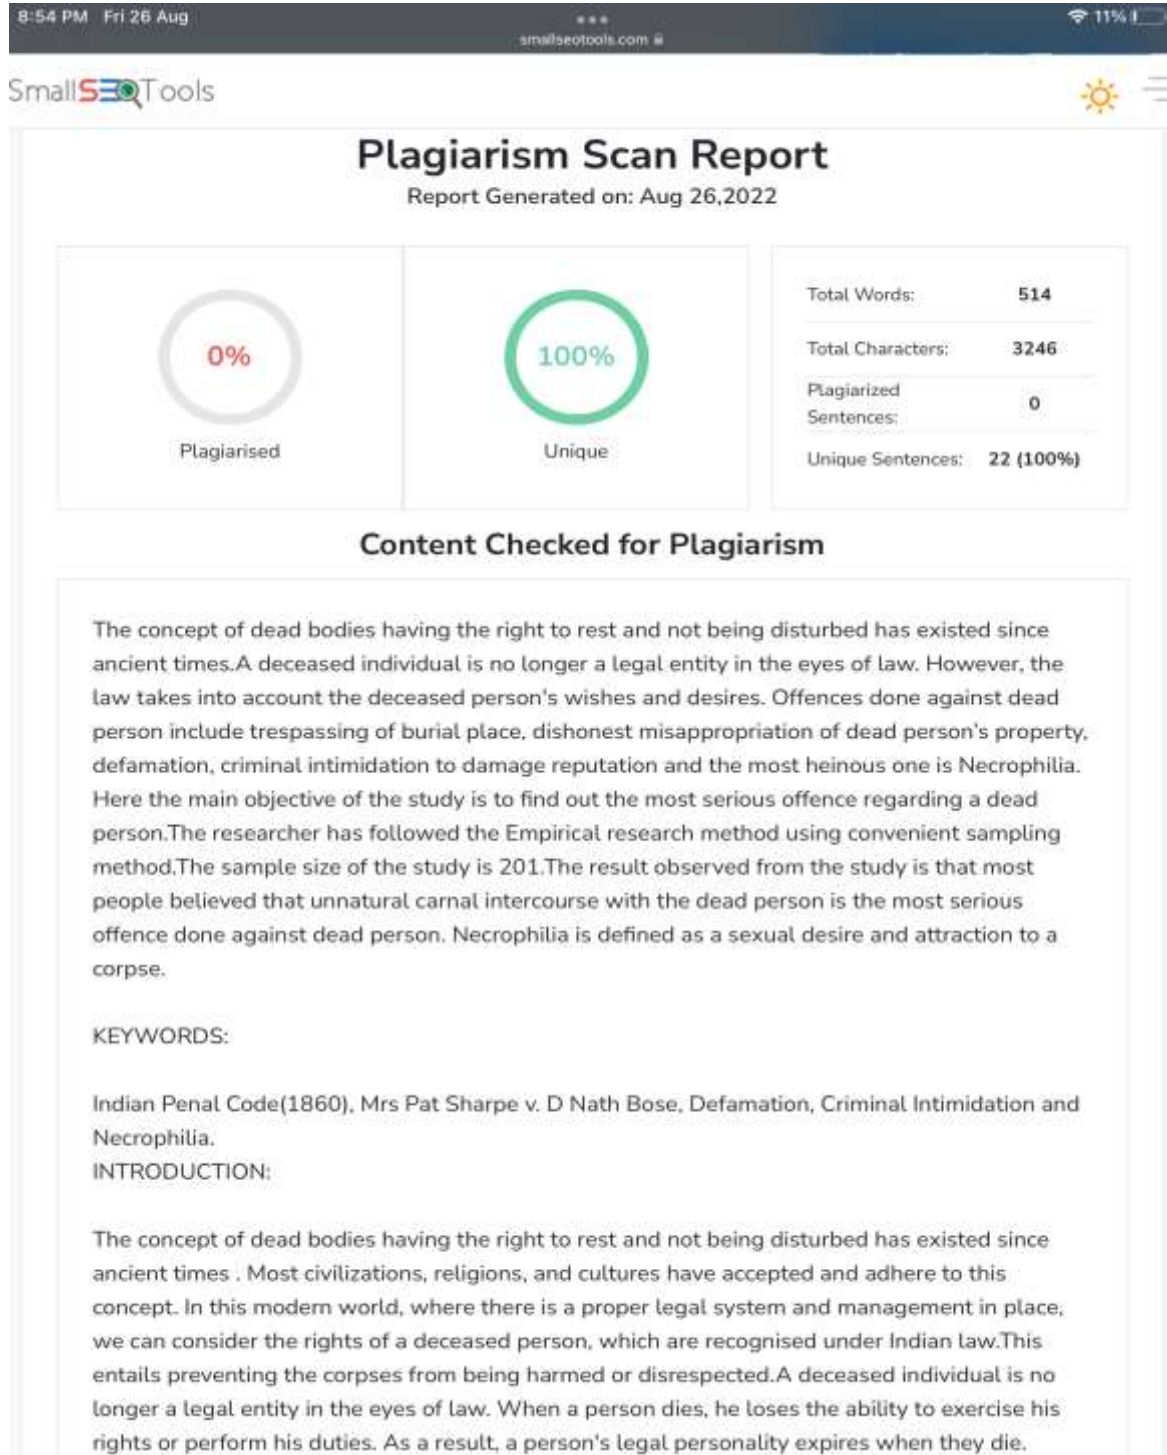 8:54 PM Fri 26 Aug
11%
smallseotools.com
SmallSEOTools
Plagiarism Scan Report
Report Generated on: Aug 26,2022
0%
Plagiarised
100%
Unique
Total Words: 514
Total Characters: 3246
Plagiarized
Sentences: 0
Unique Sentences: 22 (100%)
Content Checked for Plagiarism
The concept of dead bodies having the right to rest and not being disturbed has existed since
ancient times.A deceased individual is no longer a legal entity in the eyes of law. However, the
law takes into account the deceased person's wishes and desires. Offences done against dead
person include trespassing of burial place, dishonest misappropriation of dead person's property,
defamation, criminal intimidation to damage reputation and the most heinous one is Necrophilia.
Here the main objective of the study is to find out the most serious offence regarding a dead
person.The researcher has followed the Empirical research method using convenient sampling
method.The sample size of the study is 201.The result observed from the study is that most
people believed that unnatural carnal intercourse with the dead person is the most serious
offence done against dead person. Necrophilia is defined as a sexual desire and attraction to a
corpse.
KEYWORDS:
Indian Penal Code(1860), Mrs Pat Sharpe v. D Nath Bose, Defamation, Criminal Intimidation and
Necrophilia.
INTRODUCTION:
The concept of dead bodies having the right to rest and not being disturbed has existed since
ancient times . Most civilizations, religions, and cultures have accepted and adhere to this
concept. In this modern world, where there is a proper legal system and management in place,
we can consider the rights of a deceased person, which are recognised under Indian law.This
entails preventing the corpses from being harmed or disrespected.A deceased individual is no
longer a legal entity in the eyes of law. When a person dies, he loses the ability to exercise his
rights or perform his duties. As a result, a person's legal personality expires when they die.